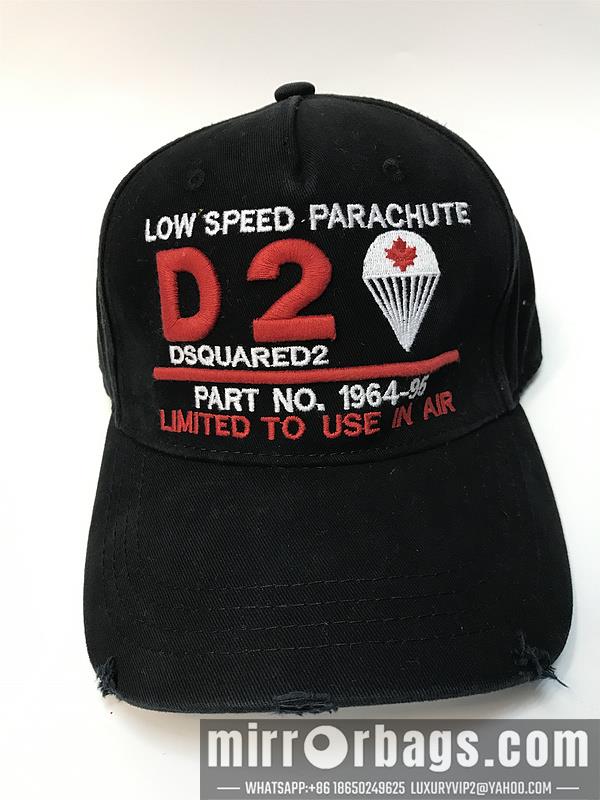 LOW SPEED PARACHUTE
D2
DSQUARED2
PART NO. 1964-96
LIMITED TO USE IN AIR
mirrorbags.com
WHATSAPP:+86 18650249625 LUXURYVIP2@YAHOO.COM